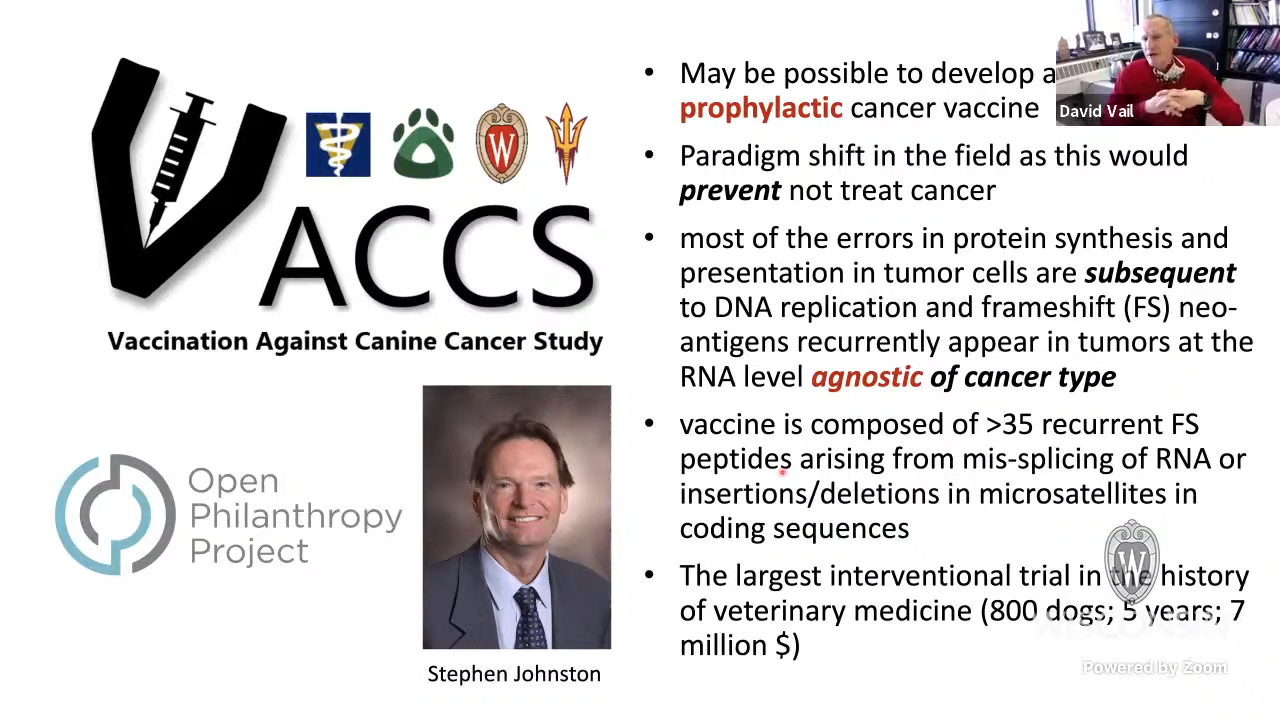 VACCS
Vaccination Against Canine Cancer Study
Open
Philanthropy
Project
Stephen Johnston
• May be possible to develop a
prophylactic cancer vaccine
• Paradigm shift in the field as this would
prevent not treat cancer
• most of the errors in protein synthesis and
presentation in tumor cells are subsequent
to DNA replication and frameshift (FS) neo-
antigens recurrently appear in tumors at the
RNA level agnostic of cancer type
• vaccine is composed of >35 recurrent FS
peptides arising from mis-splicing of RNA or
insertions/deletions in microsatellites in
coding sequences
• The largest interventional trial in the history
of veterinary medicine (800 dogs; 5 years; 7
million $)
David Vail
W
W
WISCONSIN
Powered by Zoom